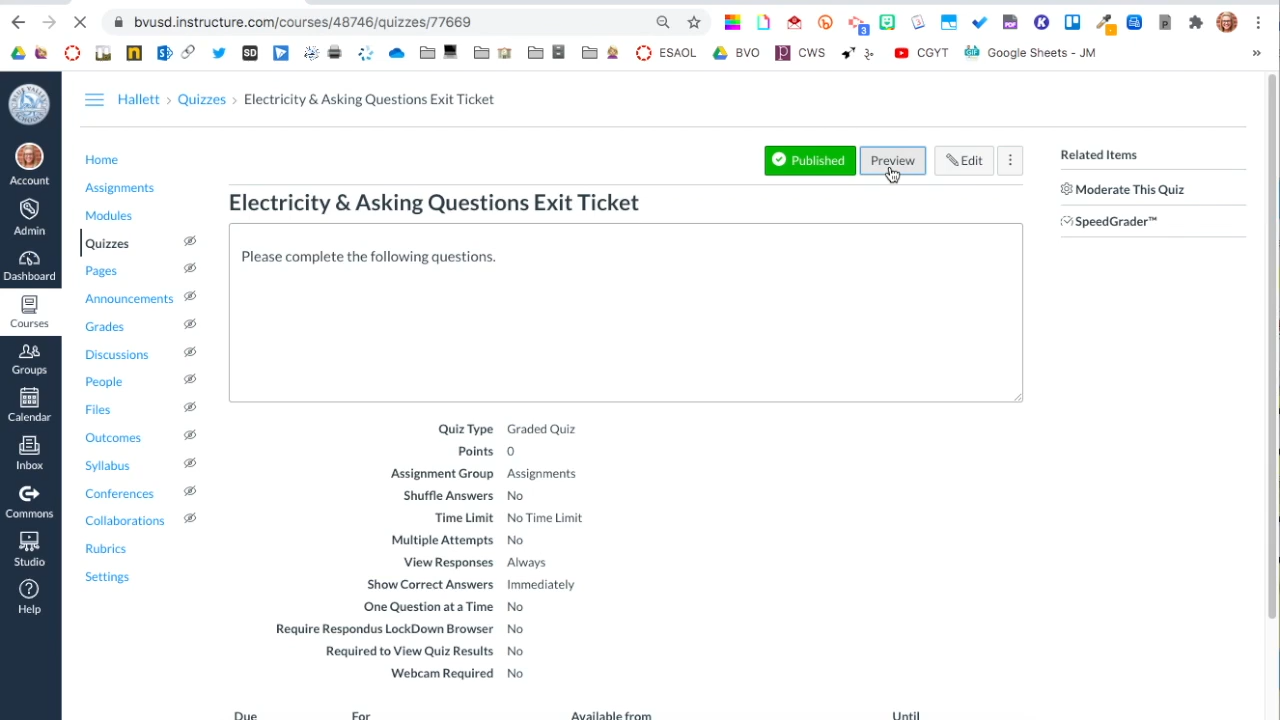 bvusd.instructure.com/courses/48746/quizzes/77669
3
SD
ESAOL
BVO
CWS
CGYT
Google Sheets - JM
»
Hallett › Quizzes › Electricity & Asking Questions Exit Ticket
Account
Admin
Dashboard
Courses
Groups
Calendar
Inbox
Commons
Studio
Help
Home
Assignments
Modules
Quizzes
Pages
Announcements
Grades
Discussions
People
Files
Outcomes
Syllabus
Conferences
Collaborations
Rubrics
Settings
Published
Preview
Edit
Electricity & Asking Questions Exit Ticket
Please complete the following questions.
Quiz Type Graded Quiz
Points 0
Assignment Group Assignments
Shuffle Answers No
Time Limit No Time Limit
Multiple Attempts No
View Responses Always
Show Correct Answers Immediately
One Question at a Time No
Require Respondus LockDown Browser No
Required to View Quiz Results No
Webcam Required No
Due For Available from Until
Related Items
Moderate This Quiz
SpeedGrader™